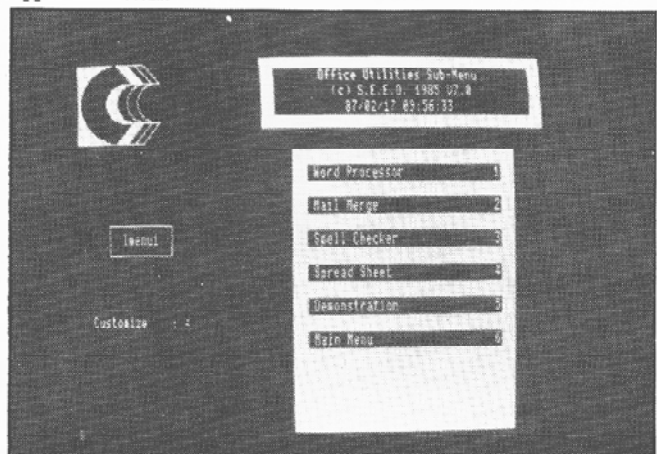 Office Utilities Sub-Menu
(c) S.E.E.D. 1985 V7.0
87/02/17 09:56:33
Word Processor 1
Mail Merge 2
Spell Checker 3
Spread Sheet 4
Demonstration 5
Main Menu 6
Customize :